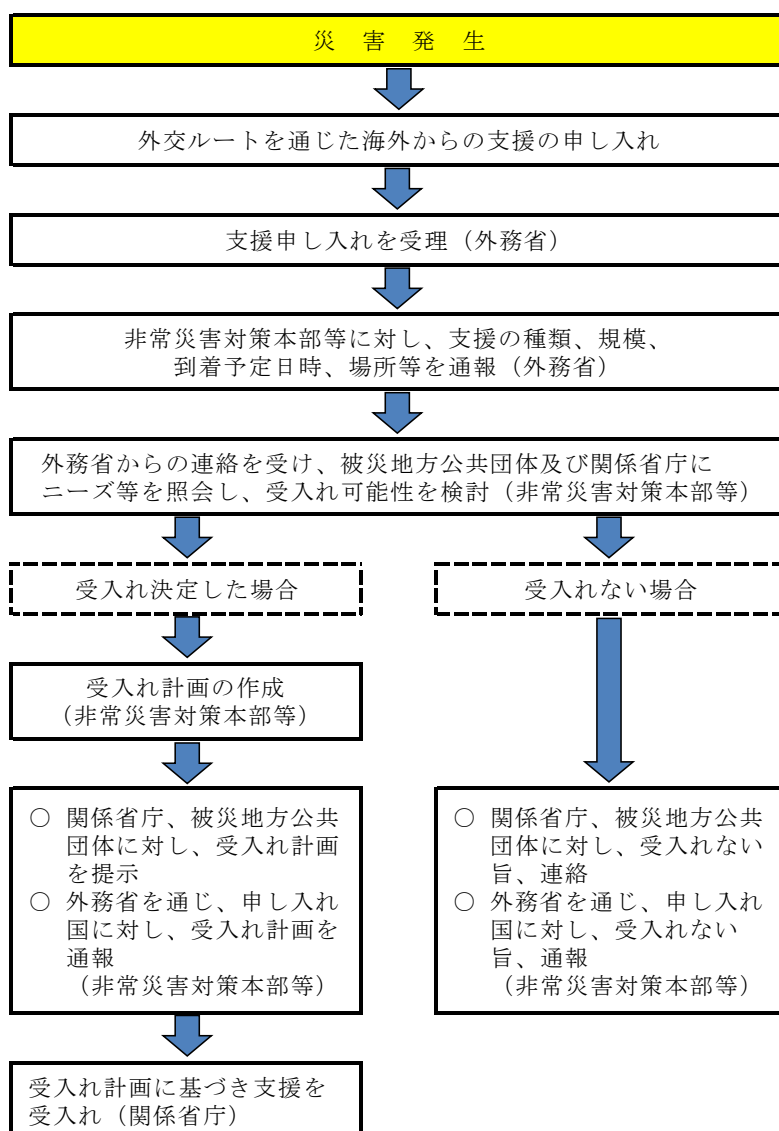 災 害 発 生
外交ルートを通じた海外からの支援の申し入れ
支援申し入れを受理（外務省）
非常災害対策本部等に対し、支援の種類、規模、
到着予定日時、場所等を通報（外務省）
外務省からの連絡を受け、被災地方公共団体及び関係省庁に
ニーズ等を照会し、受入れ可能性を検討（非常災害対策本部等）
受入れ決定した場合
受入れ計画の作成
（非常災害対策本部等）
○ 関係省庁、被災地方公共
団体に対し、受入れ計画
を提示
○ 外務省を通じ、申し入れ
国に対し、受入れ計画を
通報
（非常災害対策本部等）
受入れ計画に基づき支援を
受入れ（関係省庁）
受入れない場合
○ 関係省庁、被災地方公共
団体に対し、受入れない
旨、連絡
○ 外務省を通じ、申し入れ
国に対し、受入れない
旨、通報
（非常災害対策本部等）